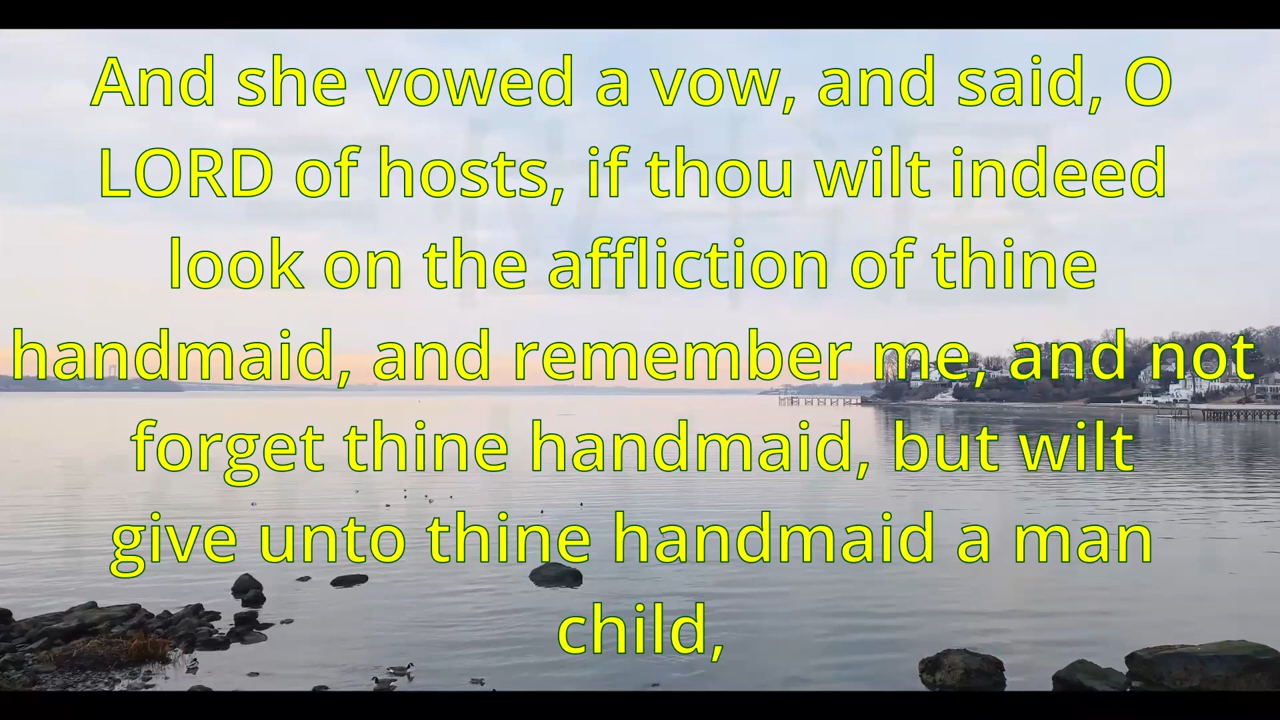 And she vowed a vow, and said, O
LORD of hosts, if thou wilt indeed
look on the affliction of thine
handmaid, and remember me, and not
forget thine handmaid, but wilt
give unto thine handmaid a man
child,